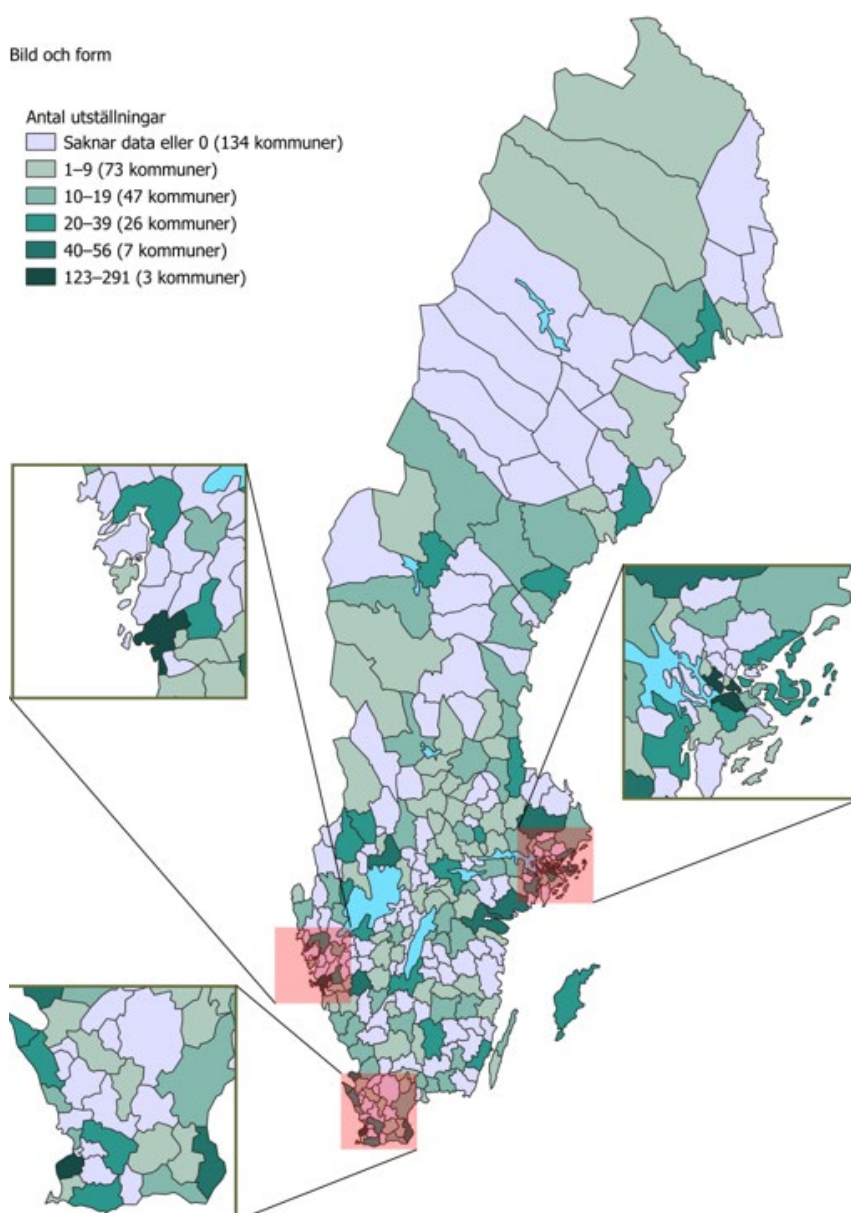 Bild och form
Antal utställningar
Saknar data eller 0 (134 kommuner)
1–9 (73 kommuner)
10–19 (47 kommuner)
20–39 (26 kommuner)
40–56 (7 kommuner)
123–291 (3 kommuner)